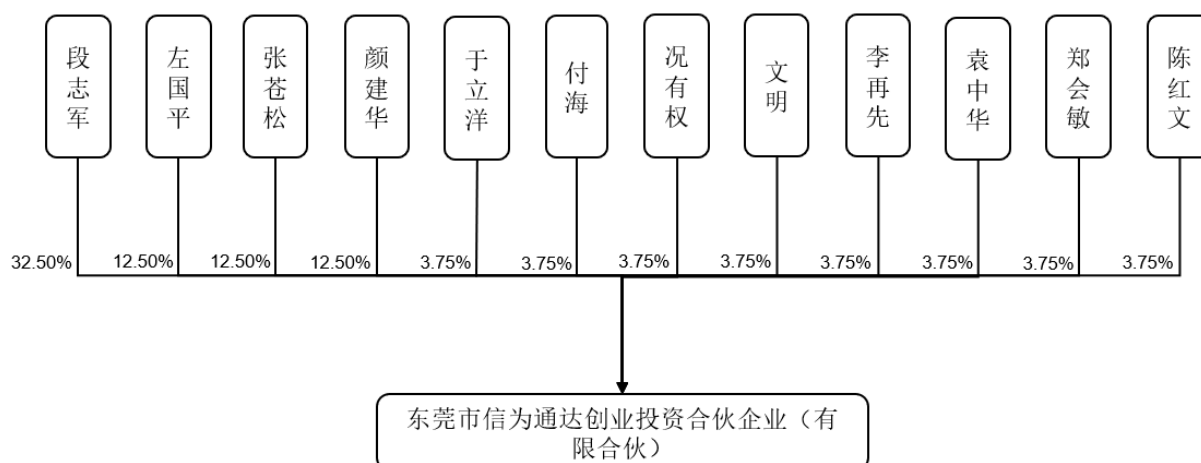 段志军
左国平
张苍松
颜建华
于立洋
付海
况有权
文明
李再先
袁中华
郑会敏
陈红文
32.50%
12.50%
12.50%
12.50%
3.75%
3.75%
3.75%
3.75%
3.75%
3.75%
3.75%
3.75%
东莞市信为通达创业投资合伙企业（有
限合伙）